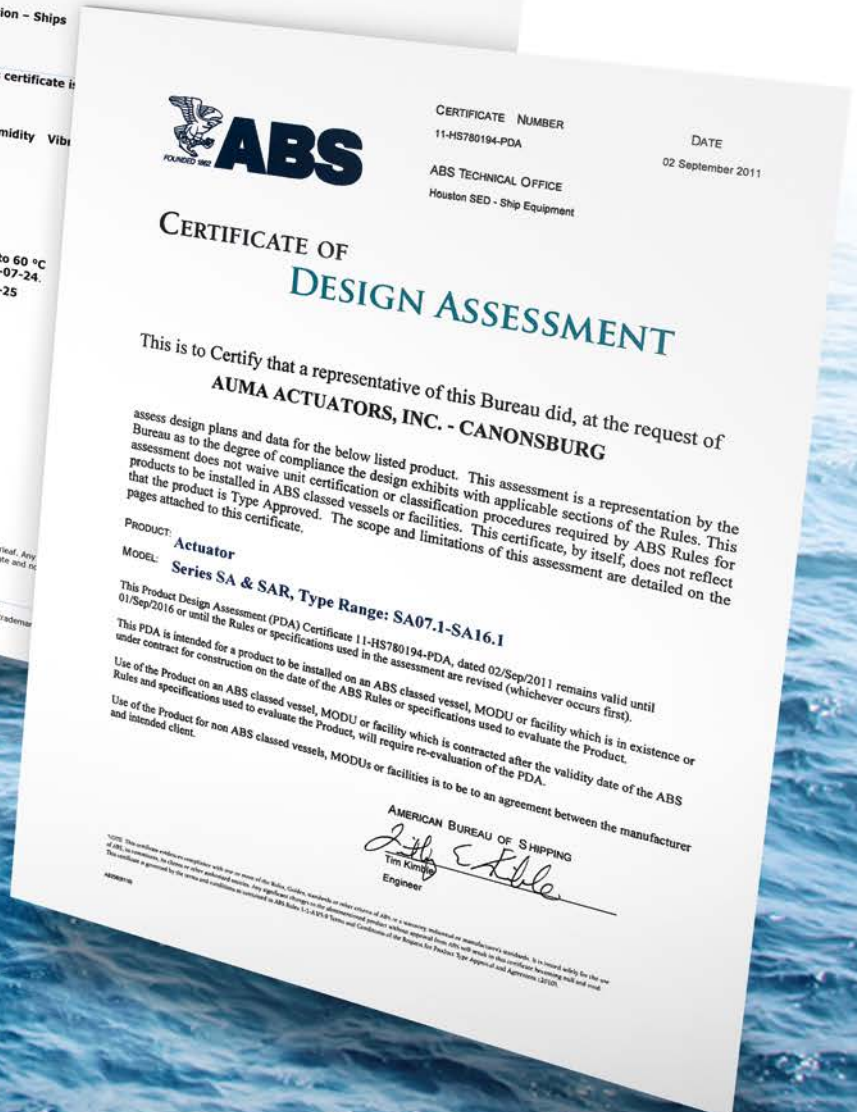 ion – Ships
certificate is
midity Vib
to 60 °C
-07-24.
-25
FOUNDED 1862
ABS
CERTIFICATE NUMBER
11-HS780194-PDA
ABS TECHNICAL OFFICE
Houston SED - Ship Equipment
DATE
02 September 2011
CERTIFICATE OF
DESIGN ASSESSMENT
This is to Certify that a representative of this Bureau did, at the request of
AUMA ACTUATORS, INC. - CANONSBURG
assess design plans and data for the below listed product. This assessment is a representation by the
Bureau as to the degree of compliance the design exhibits with applicable sections of the Rules. This
assessment does not waive unit certification or classification procedures required by ABS Rules for
products to be installed in ABS classed vessels or facilities. This certificate, by itself, does not reflect
that the product is Type Approved. The scope and limitations of this assessment are detailed on the
pages attached to this certificate.
PRODUCT: Actuator
MODEL: Series SA & SAR, Type Range: SA07.1-SA16.1
This Product Design Assessment (PDA) Certificate 11-HS780194-PDA, dated 02/Sep/2011 remains valid until
01/Sep/2016 or until the Rules or specifications used in the assessment are revised (whichever occurs first).
This PDA is intended for a product to be installed on an ABS classed vessel, MODU or facility which is in existence or
under contract for construction on the date of the ABS Rules or specifications used to evaluate the Product.
Use of the Product on an ABS classed vessel, MODU or facility which is contracted after the validity date of the ABS
Rules and specifications used to evaluate the Product, will require re-evaluation of the PDA.
Use of the Product for non ABS classed vessels, MODUs or facilities is to be to an agreement between the manufacturer
and intended client.
AMERICAN BUREAU OF SHIPPING
Tim Kimble
Engineer